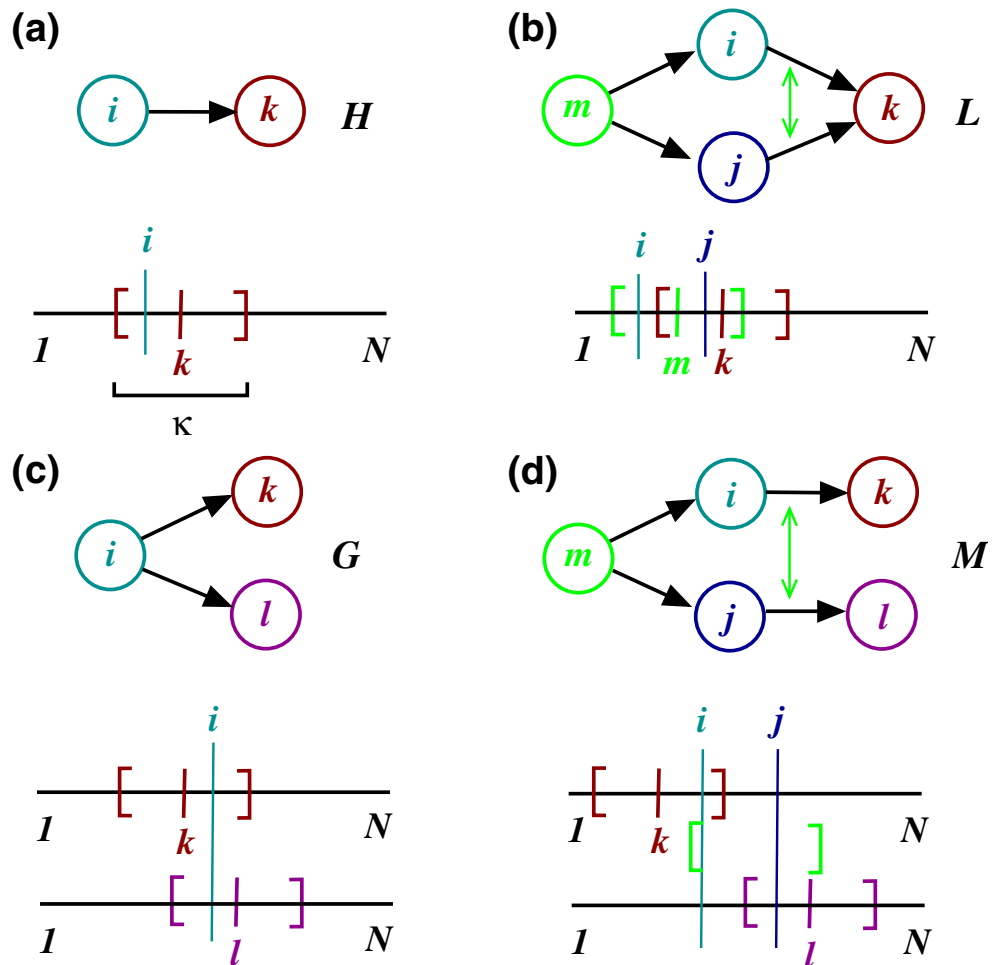 (a)
i k H
i
1 k N
κ
(b)
m i j k L
i j
1 m k N
(c)
i k l G
i
1 k N
1 l N
(d)
m i k j l M
i j
1 k N
1 l N